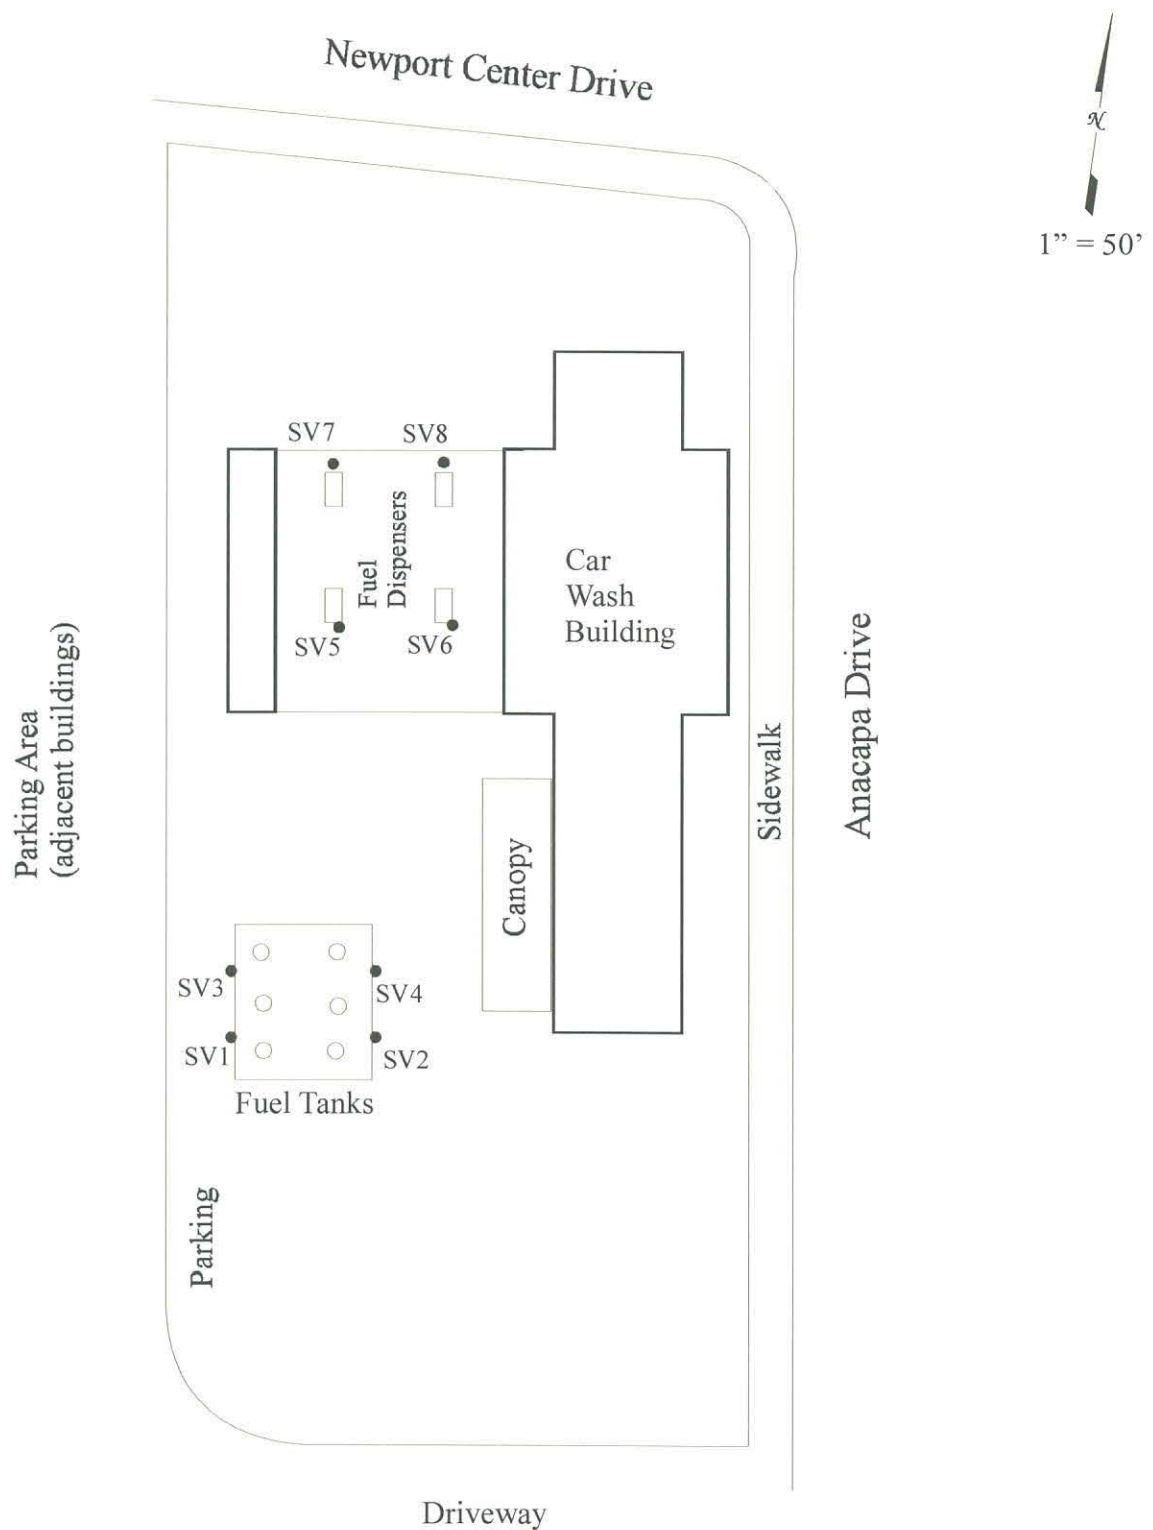 Newport Center Drive
N
1” = 50’
SV7
SV8
Fuel
Dispensers
Car
Wash
Building
SV5
SV6
Parking Area
(adjacent buildings)
Sidewalk
Anacapa Drive
Canopy
SV3
SV4
SV1
SV2
Fuel Tanks
Parking
Driveway